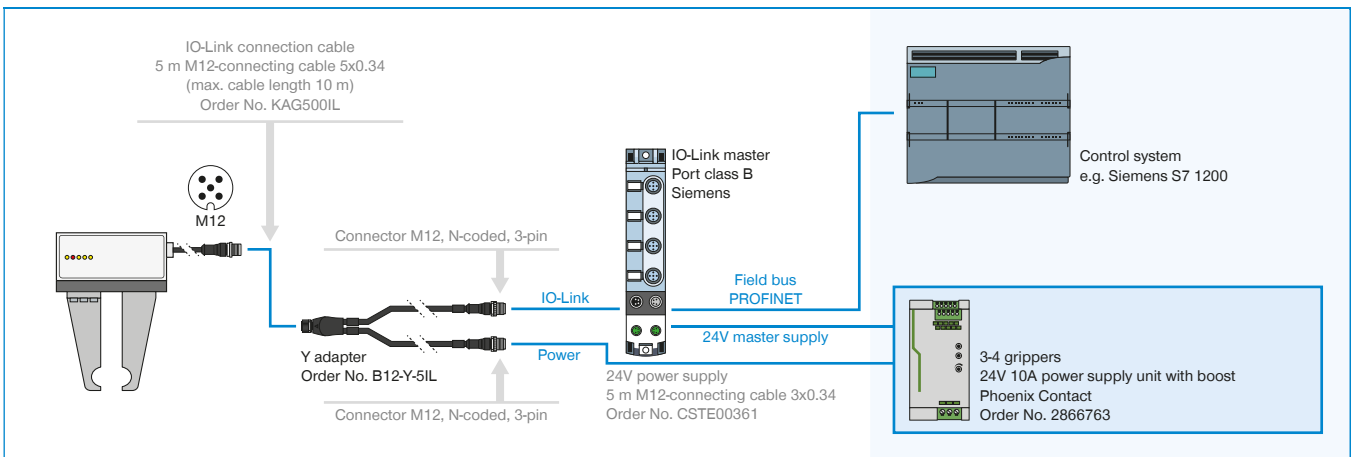 IO-Link connection cable
5 m M12-connecting cable 5x0.34
(max. cable length 10 m)
Order No. KAG500IL
M12
Connector M12, N-coded, 3-pin
Y adapter
Order No. B12-Y-5IL
Connector M12, N-coded, 3-pin
IO-Link
Power
IO-Link master
Port class B
Siemens
Field bus
PROFINET
24V master supply
24V power supply
5 m M12-connecting cable 3x0.34
Order No. CSTE00361
Control system
e.g. Siemens S7 1200
3-4 grippers
24V 10A power supply unit with boost
Phoenix Contact
Order No. 2866763